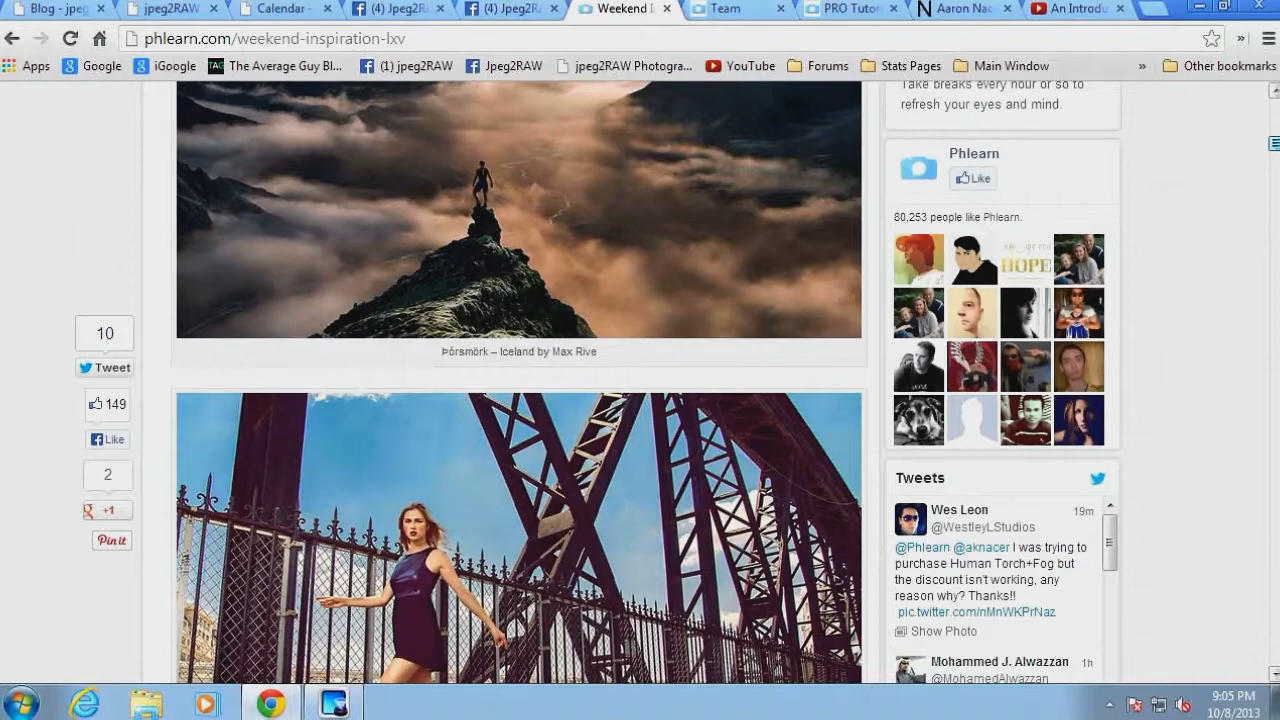 Blog - jpeg
jpeg2RAW
Calendar -
(4) Jpeg2R
(4) Jpeg2R
Weekend I
Team
PRO Tutor
Aaron Nac
An Introdu
phlearn.com/weekend-inspiration-lxv
Apps
Google
iGoogle
TAG
The Average Guy Bl...
(1) jpeg2RAW
Jpeg2RAW
jpeg2RAW Photogra...
YouTube
Forums
Stats Pages
Main Window
»
Other bookmarks
Take breaks every hour or so to
refresh your eyes and mind.
Phlearn
Like
80,253 people like Phlearn.
HOPE
10
Tweet
149
Like
2
+1
Pin it
Þórsmörk – Iceland by Max Rive
Tweets
Wes Leon
19m
@WestleyLStudios
@Phlearn @aknacer I was trying to
purchase Human Torch+Fog but
the discount isn't working, any
reason why? Thanks!!
pic.twitter.com/nMnWKPrNaz
Show Photo
Mohammed J. Alwazzan
1h
@MohamedAlwazzan
9:05 PM
10/8/2013